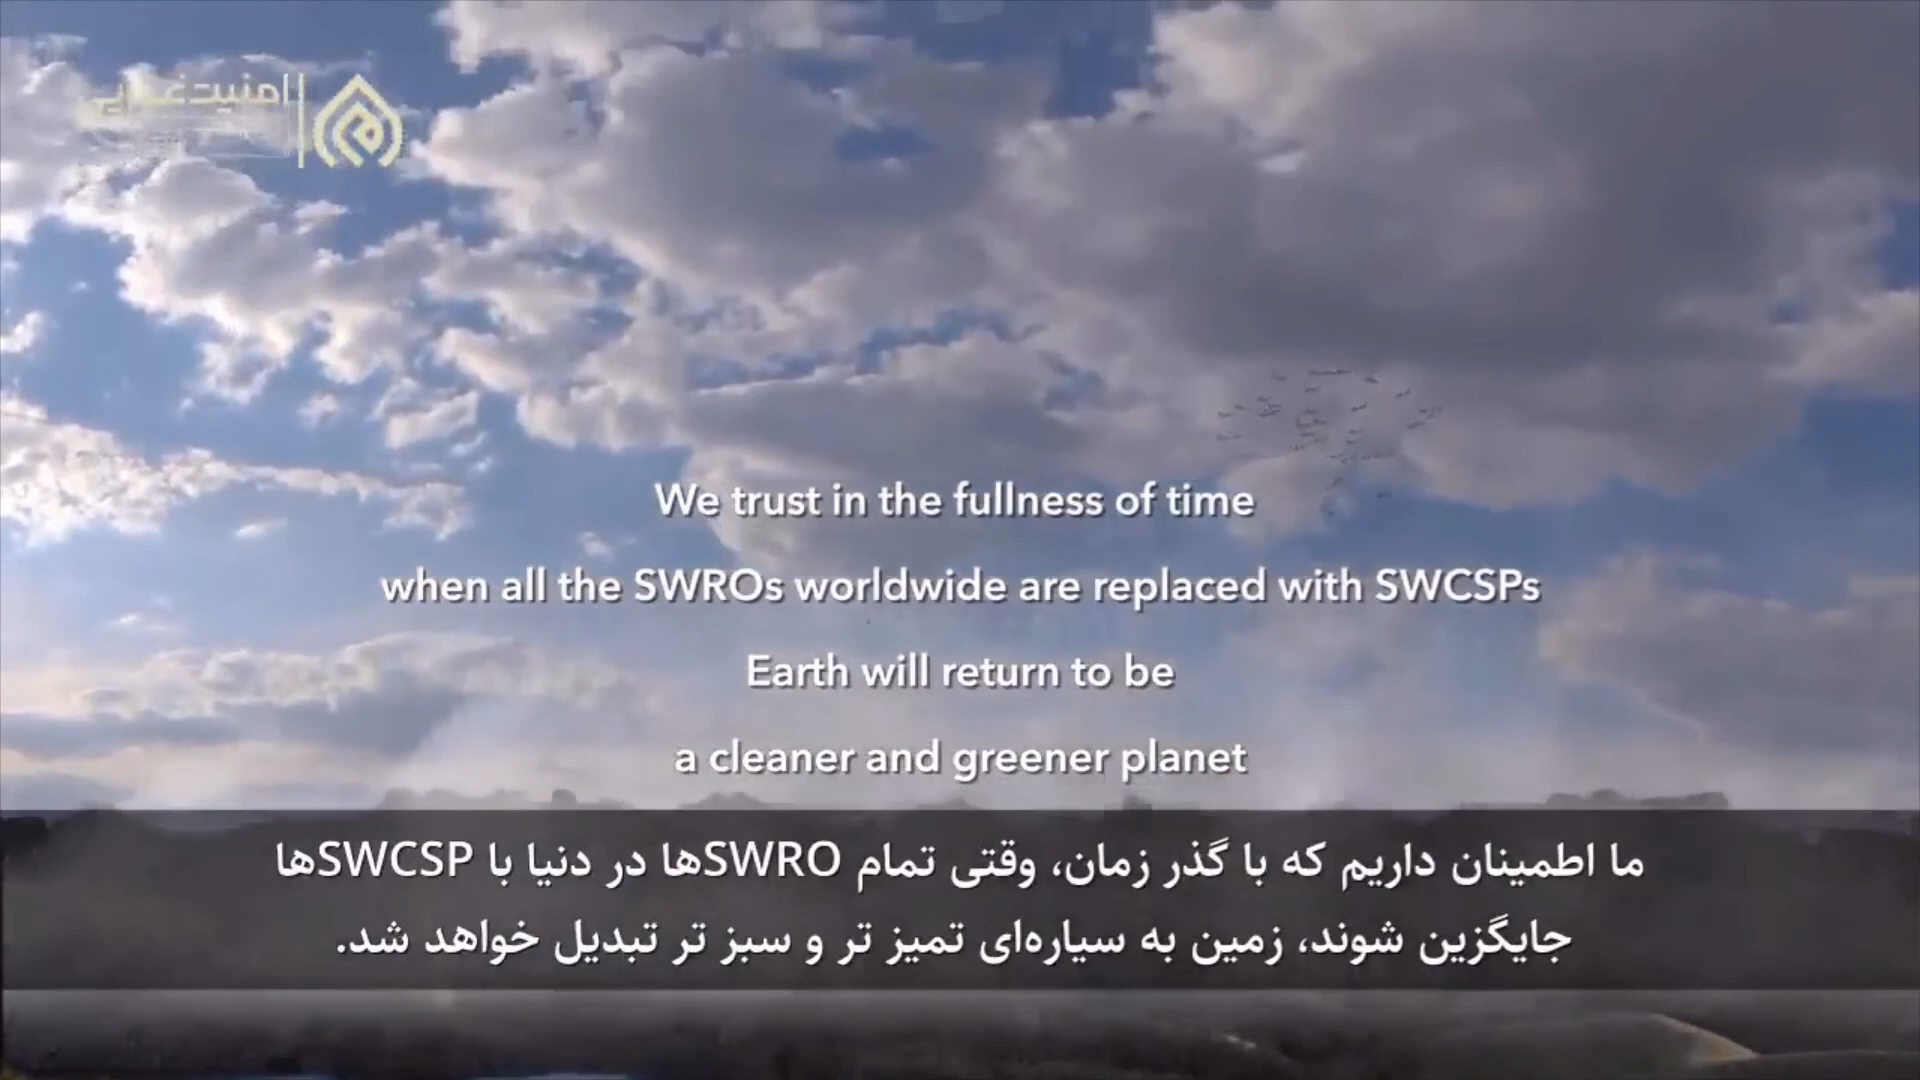 امنیت غذایی
We trust in the fullness of time
when all the SWROs worldwide are replaced with SWCSPs
Earth will return to be
a cleaner and greener planet
ما اطمینان داریم که با گذر زمان، وقتی تمام SWROها در دنیا با SWCSPها
جایگزین شوند، زمین به سیاره‌ای تمیز تر و سبز تر تبدیل خواهد شد.